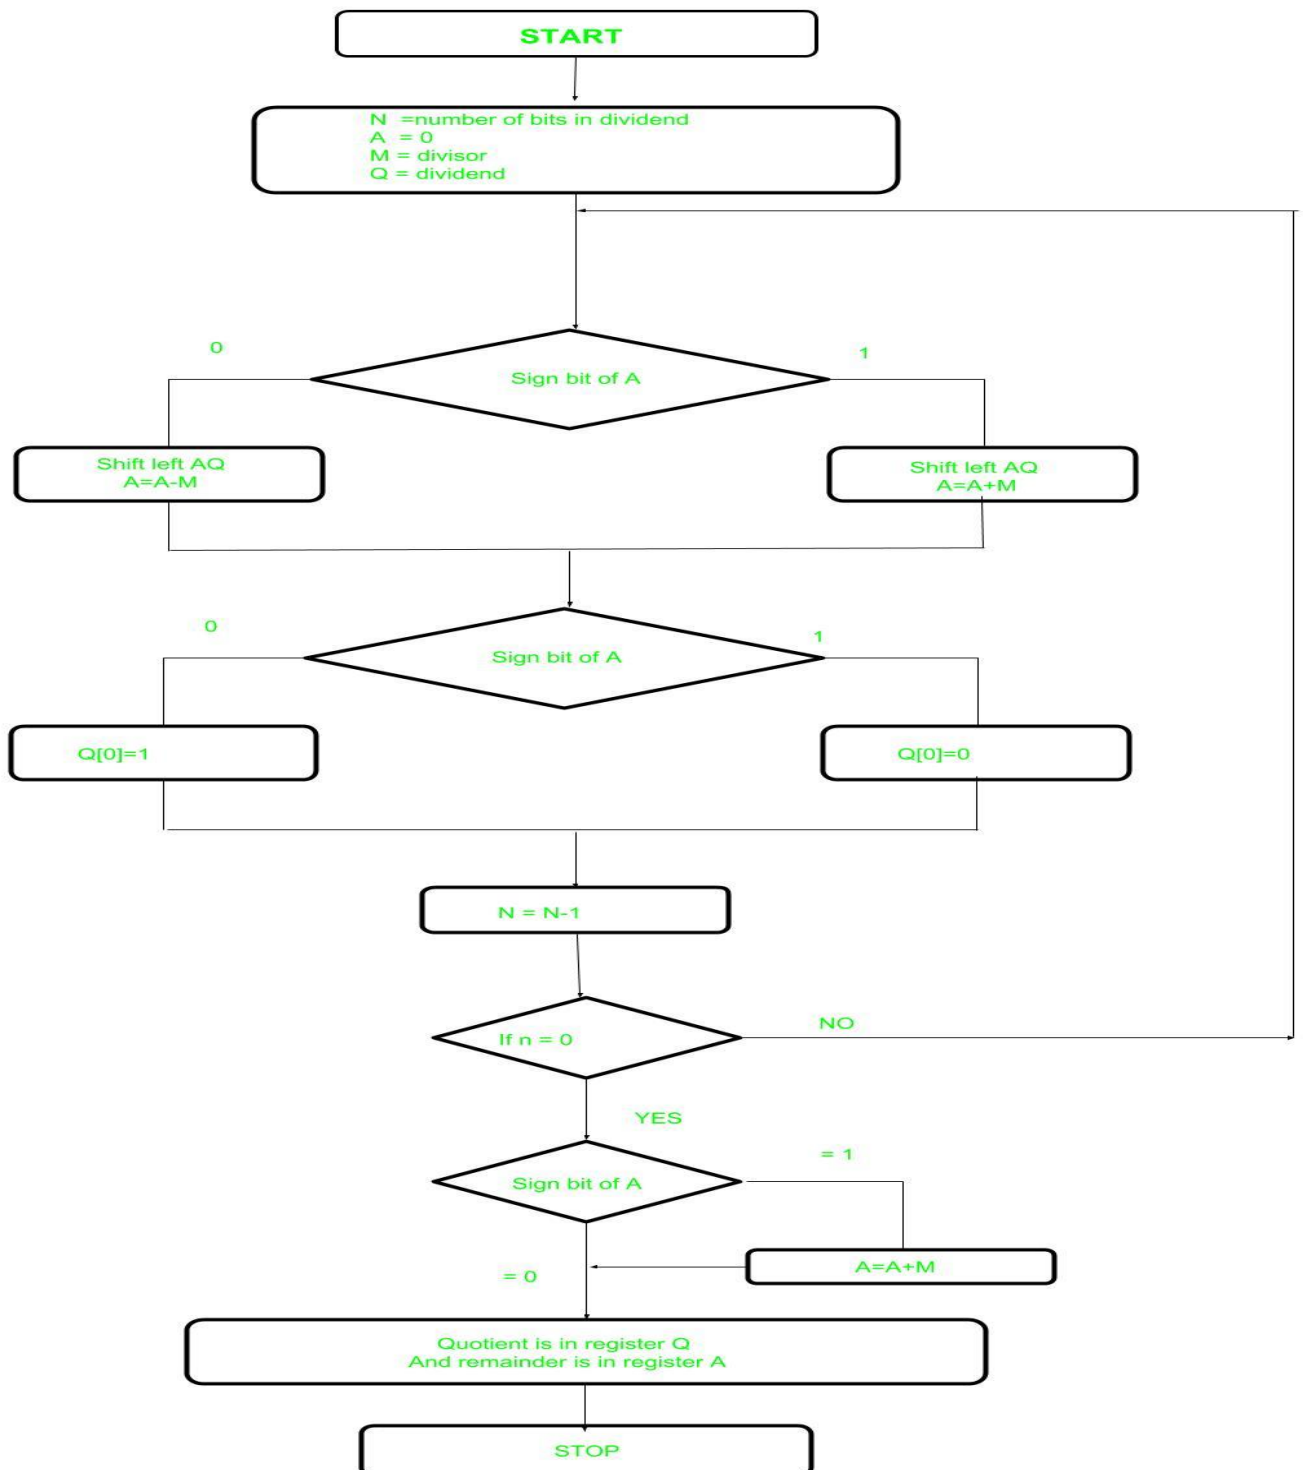 START
N =number of bits in dividend
A = 0
M = divisor
Q = dividend
0
1
Sign bit of A
Shift left AQ
A=A-M
Shift left AQ
A=A+M
0
1
Sign bit of A
Q[0]=1
Q[0]=0
N = N-1
If n = 0
NO
YES
= 1
Sign bit of A
A=A+M
= 0
Quotient is in register Q
And remainder is in register A
STOP